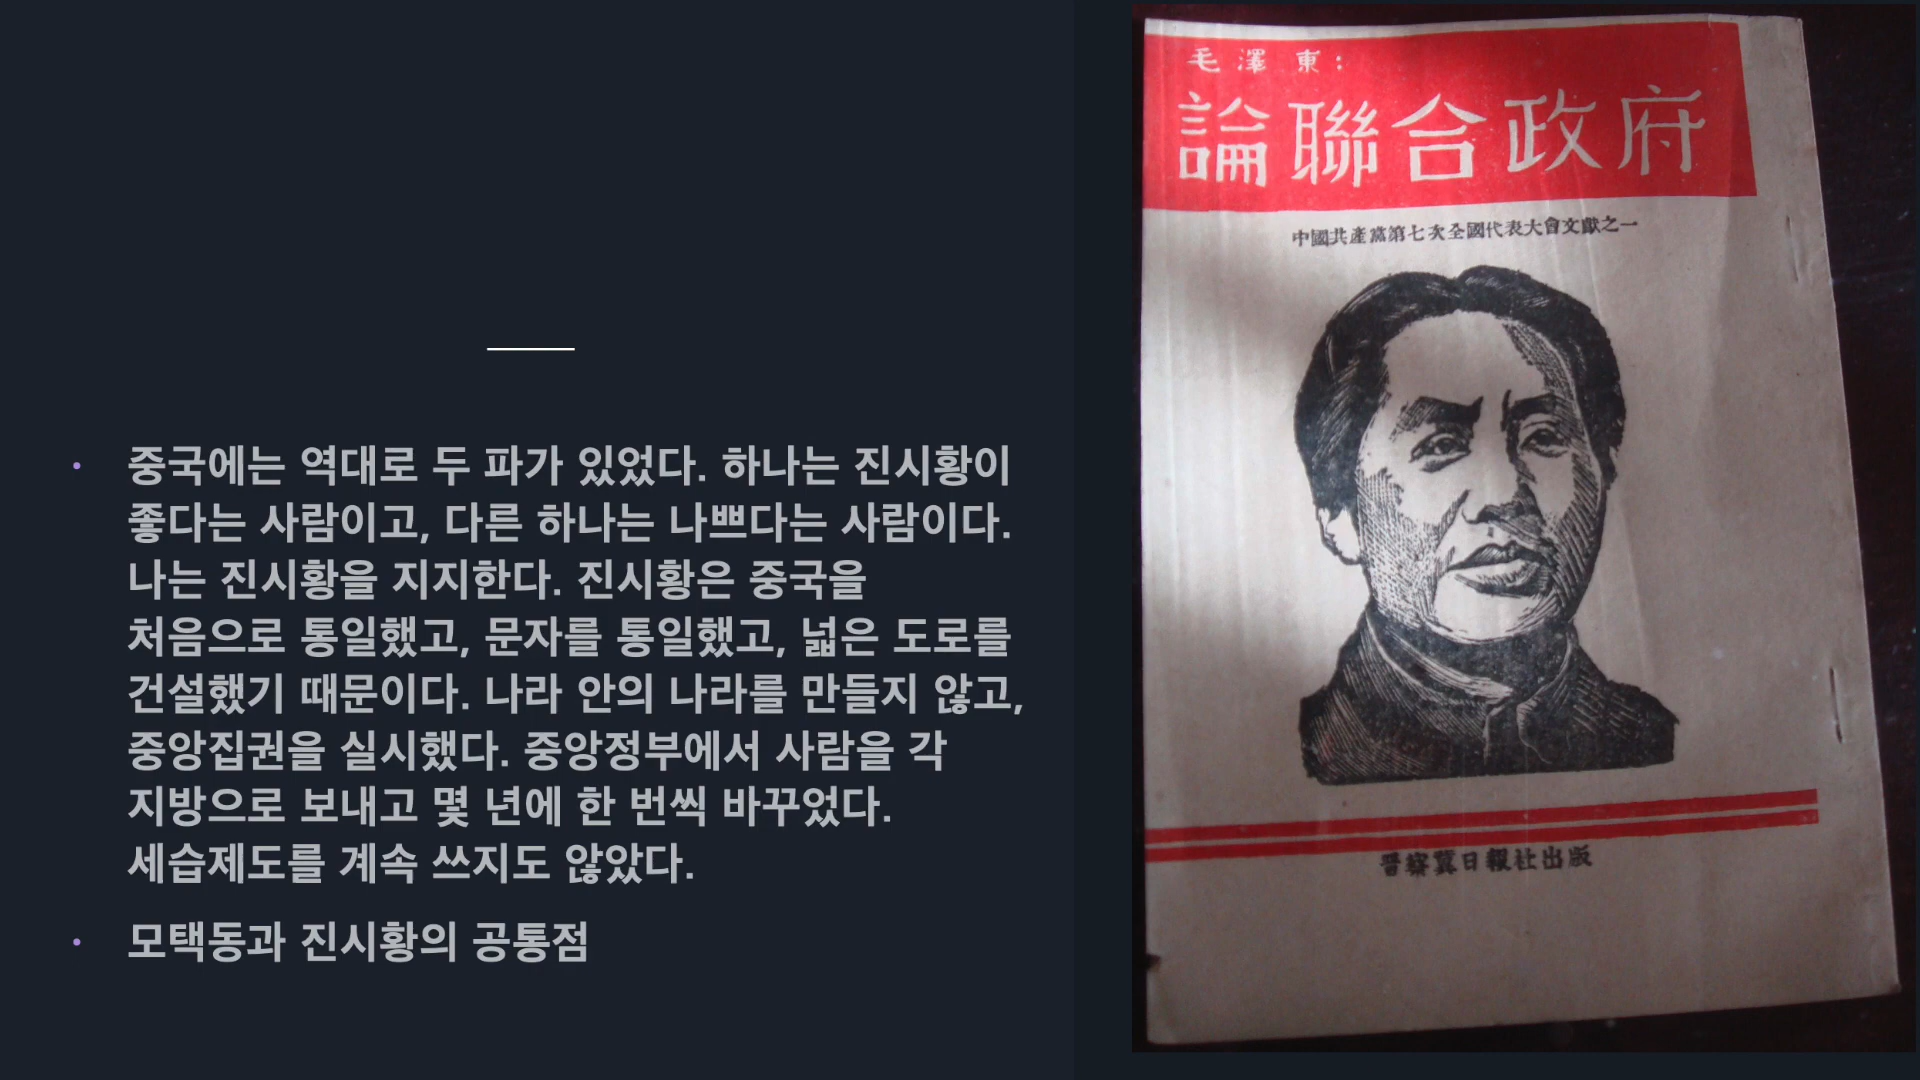 중국에는 역대로 두 파가 있었다. 하나는 진시황이
좋다는 사람이고, 다른 하나는 나쁘다는 사람이다.
나는 진시황을 지지한다. 진시황은 중국을
처음으로 통일했고, 문자를 통일했고, 넓은 도로를
건설했기 때문이다. 나라 안의 나라를 만들지 않고,
중앙집권을 실시했다. 중앙정부에서 사람을 각
지방으로 보내고 몇 년에 한 번씩 바꾸었다.
세습제도를 계속 쓰지도 않았다.
모택동과 진시황의 공통점
毛澤東:
論聯合政府
中國共產黨第七次全國代表大會文獻之一
晋察冀日報社出版